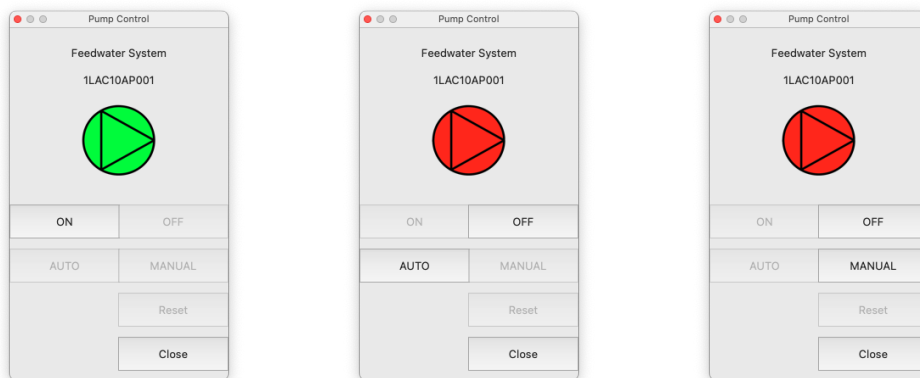 Pump Control
Feedwater System
1LAC10AP001
ON OFF
AUTO MANUAL
Reset
Close
Pump Control
Feedwater System
1LAC10AP001
ON OFF
AUTO MANUAL
Reset
Close
Pump Control
Feedwater System
1LAC10AP001
ON OFF
AUTO MANUAL
Reset
Close